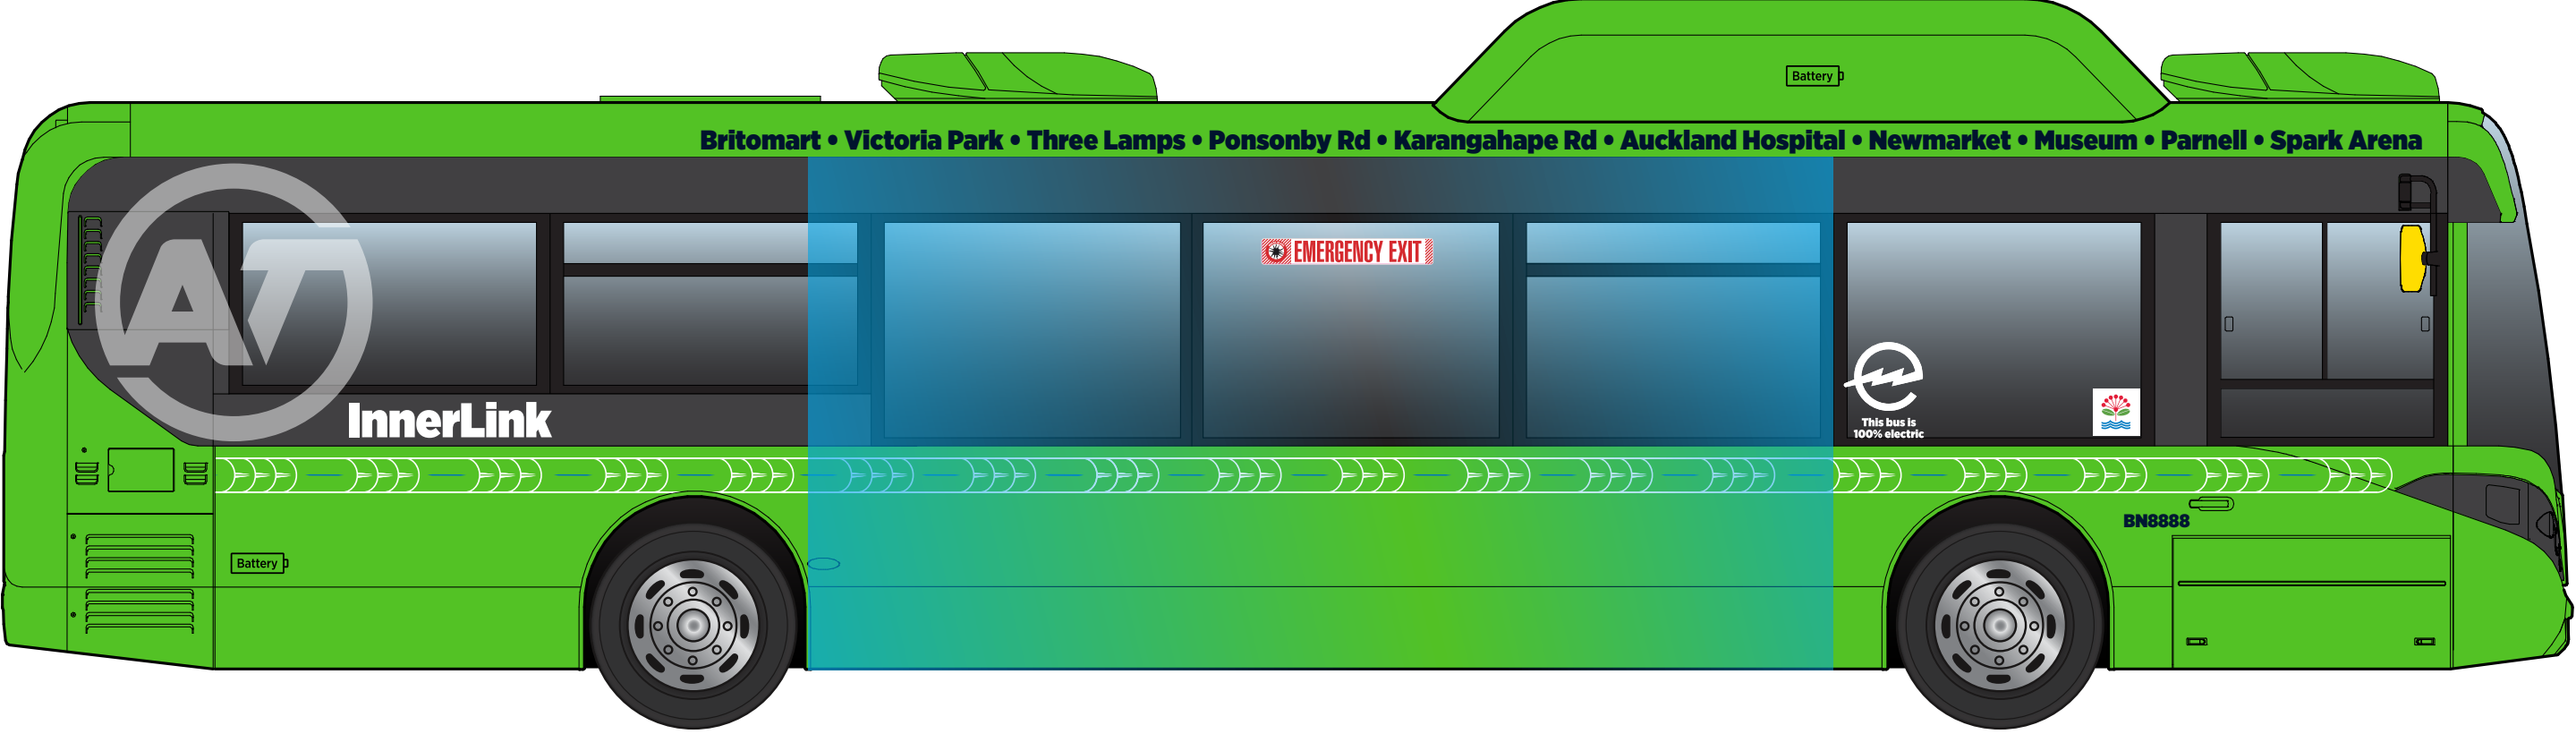 Battery
Britomart • Victoria Park • Three Lamps • Ponsonby Rd • Karangahape Rd • Auckland Hospital • Newmarket • Museum • Parnell • Spark Arena
AT
EMERGENCY EXIT
InnerLink
This bus is
100% electric
BN8888
Battery